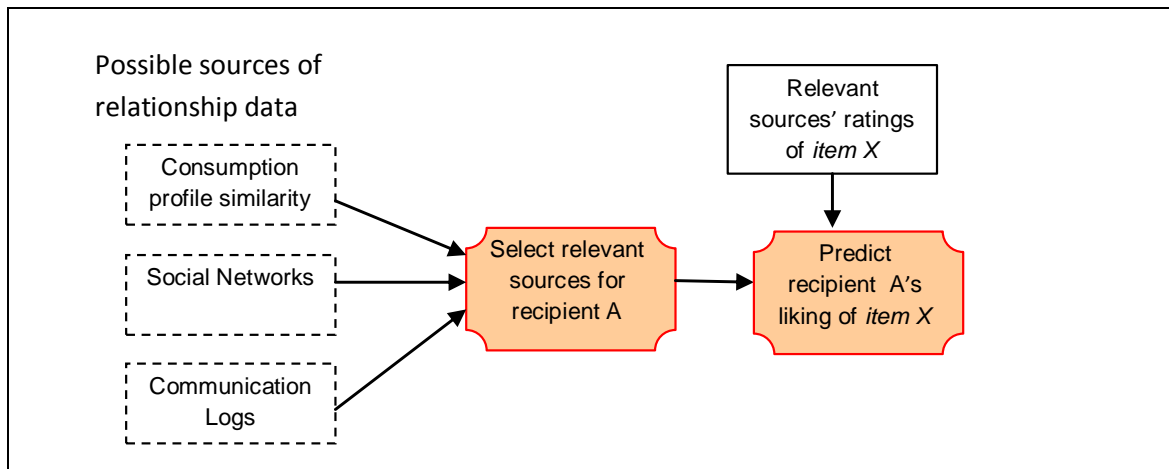 Possible sources of
relationship data
Consumption
profile similarity
Social Networks
Communication
Logs
Select relevant
sources for
recipient A
Relevant
sources’ ratings
of item X
Predict
recipient A’s
liking of item X